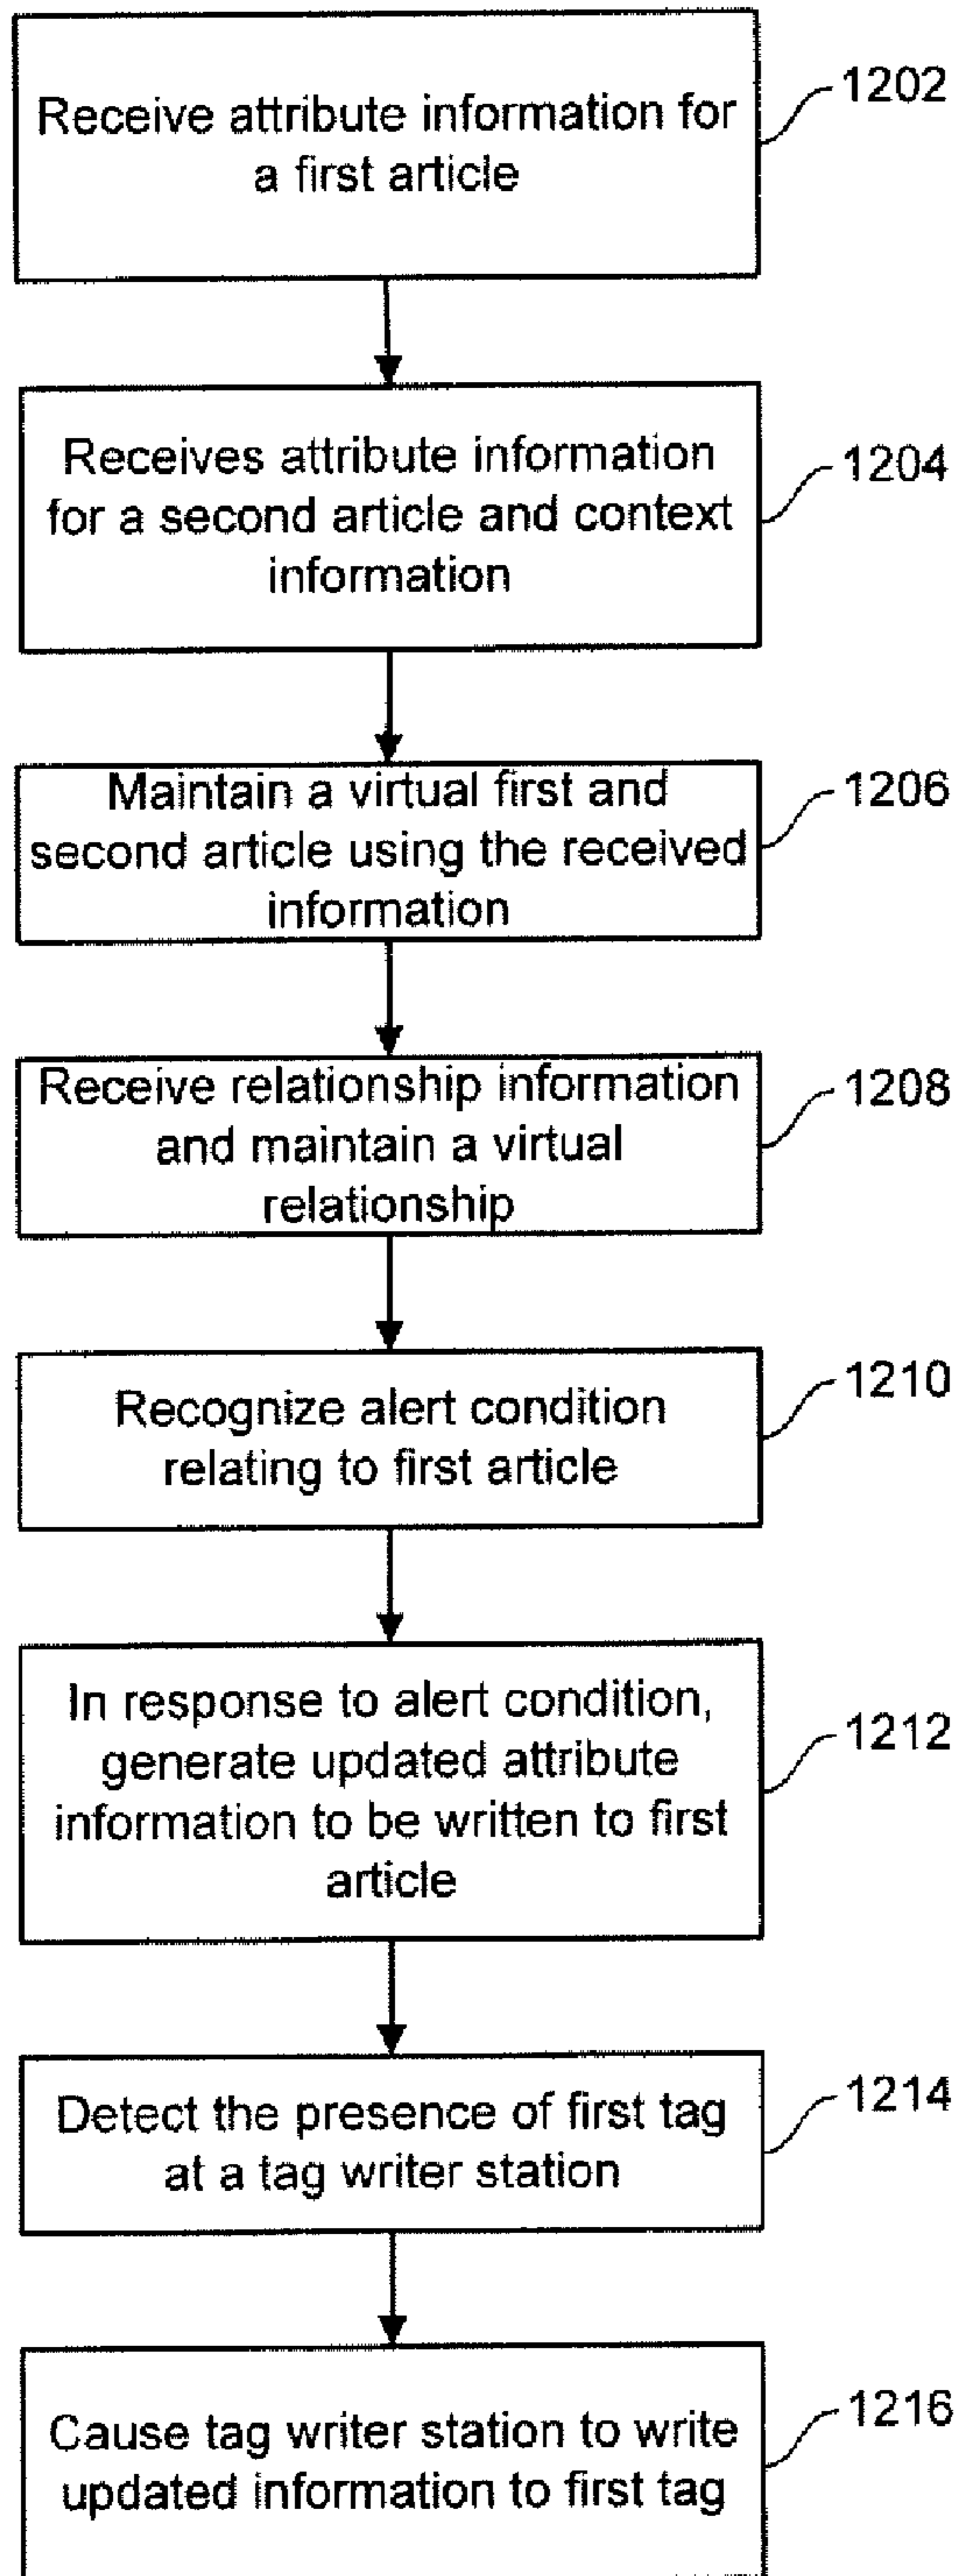 Receive attribute information for
a first article
1202
Receives attribute information
for a second article and context
information
1204
Maintain a virtual first and
second article using the received
information
1206
Receive relationship information
and maintain a virtual
relationship
1208
Recognize alert condition
relating to first article
1210
In response to alert condition,
generate updated attribute
information to be written to first
article
1212
Detect the presence of first tag
at a tag writer station
1214
Cause tag writer station to write
updated information to first tag
1216